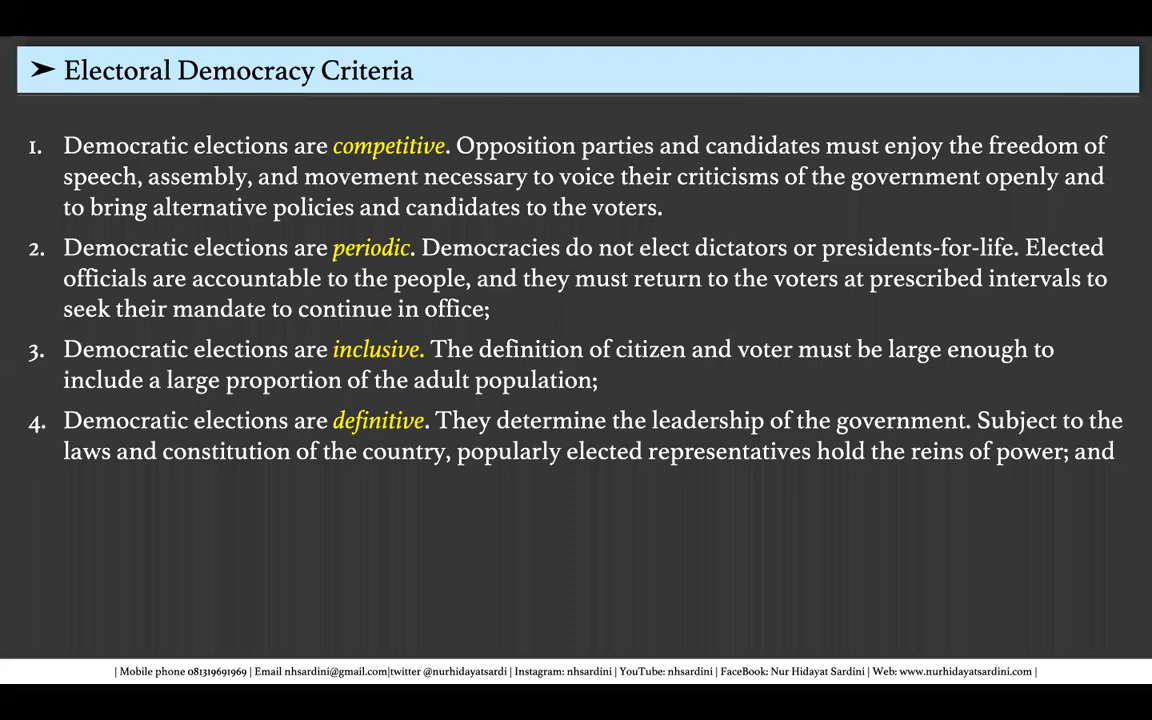 ➤ Electoral Democracy Criteria
1. Democratic elections are competitive. Opposition parties and candidates must enjoy the freedom of
speech, assembly, and movement necessary to voice their criticisms of the government openly and
to bring alternative policies and candidates to the voters.
2. Democratic elections are periodic. Democracies do not elect dictators or presidents-for-life. Elected
officials are accountable to the people, and they must return to the voters at prescribed intervals to
seek their mandate to continue in office;
3. Democratic elections are inclusive. The definition of citizen and voter must be large enough to
include a large proportion of the adult population;
4. Democratic elections are definitive. They determine the leadership of the government. Subject to the
laws and constitution of the country, popularly elected representatives hold the reins of power; and
| Mobile phone 081319691969 | Email nhsardini@gmail.com|twitter @nurhidayatsardi | Instagram: nhsardini | YouTube: nhsardini | FaceBook: Nur Hidayat Sardini | Web: www.nurhidayatsardini.com |